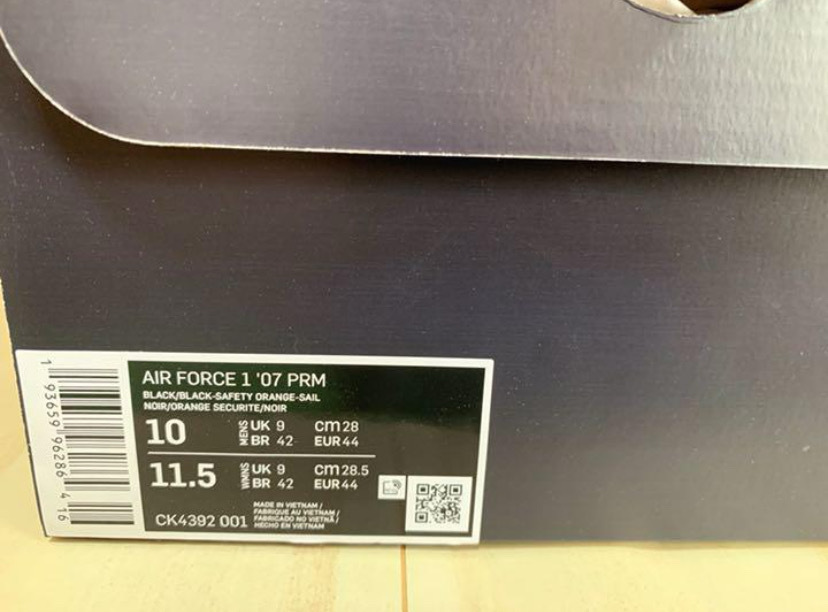 AIR FORCE 1 '07 PRM
BLACK/BLACK-SAFETY ORANGE-SAIL
NOIR/ORANGE SECURITE/NOIR
10 MENS UK 9 CM 28
BR 42 EUR 44
11.5 WMNS UK 9 CM 28.5
BR 42 EUR 44
CK4392 001
MADE IN VIETNAM /
FABRIQUE AU VIETNAM /
FABRICADO NO VIETNÃ /
HECHO EN VIETNAM
1 93659 96286 4 16